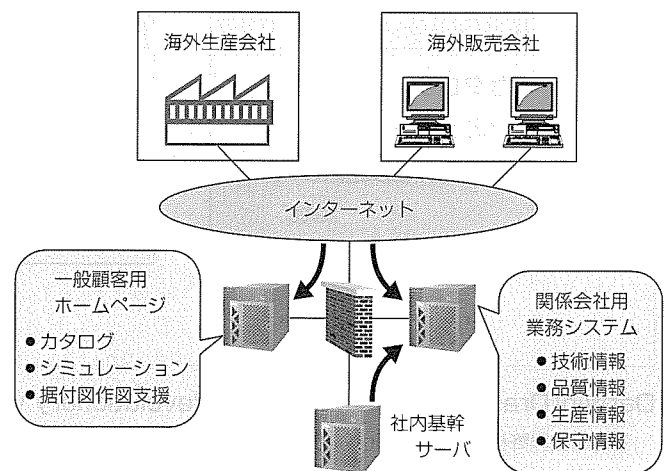 海外生産会社
海外販売会社
インターネット
一般顧客用
ホームページ
●カタログ
●シミュレーション
●据付図作図支援
関係会社用
業務システム
●技術情報
●品質情報
●生産情報
●保守情報
社内基幹
サーバ